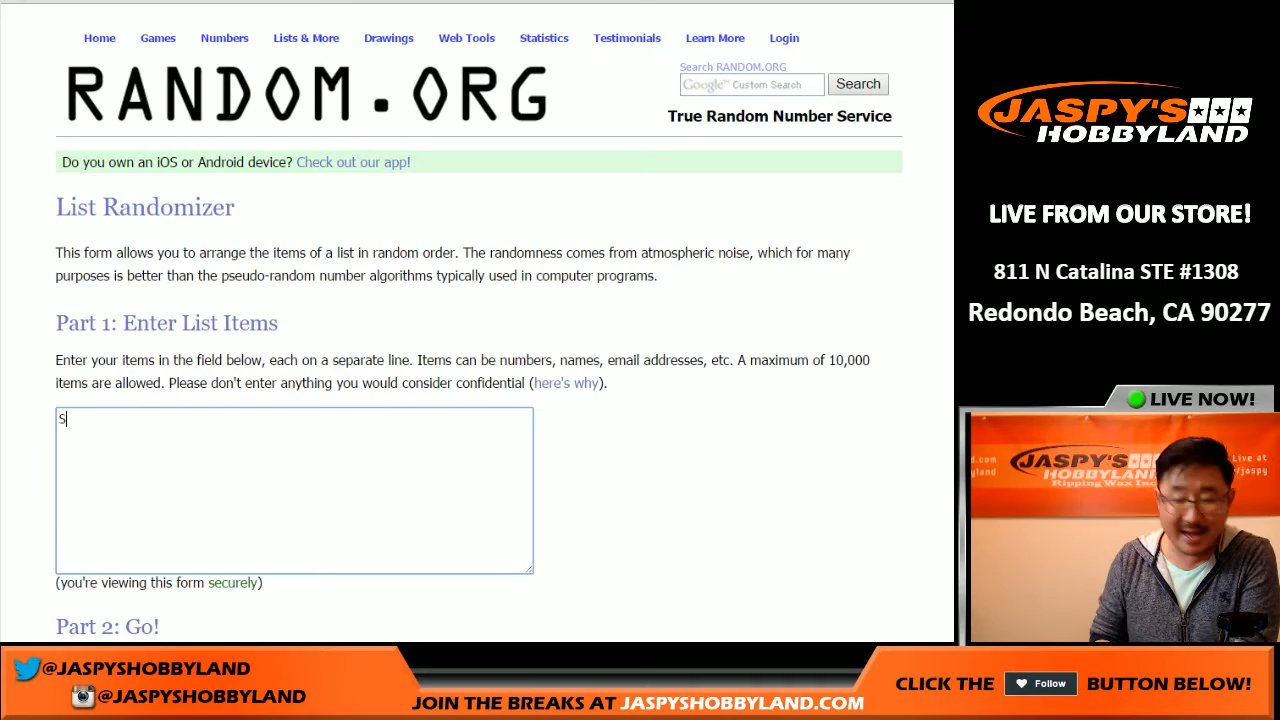 Home Games Numbers Lists & More Drawings Web Tools Statistics Testimonials Learn More Login
RANDOM.ORG
Search RANDOM.ORG
Google™ Custom Search Search
True Random Number Service
Do you own an iOS or Android device? Check out our app!
List Randomizer
This form allows you to arrange the items of a list in random order. The randomness comes from atmospheric noise, which for many
purposes is better than the pseudo-random number algorithms typically used in computer programs.
Part 1: Enter List Items
Enter your items in the field below, each on a separate line. Items can be numbers, names, email addresses, etc. A maximum of 10,000
items are allowed. Please don't enter anything you would consider confidential (here's why).
S
(you're viewing this form securely)
Part 2: Go!
JASPY'S
HOBBYLAND
LIVE FROM OUR STORE!
811 N Catalina STE #1308
Redondo Beach, CA 90277
LIVE NOW!
JASPY'S
HOBBYLAND
Ripping Wax Inc
Live at
/jaspy
@JASPYSHOBBYLAND
@JASPYSHOBBYLAND
JOIN THE BREAKS AT JASPYSHOBBYLAND.COM
CLICK THE Follow BUTTON BELOW!